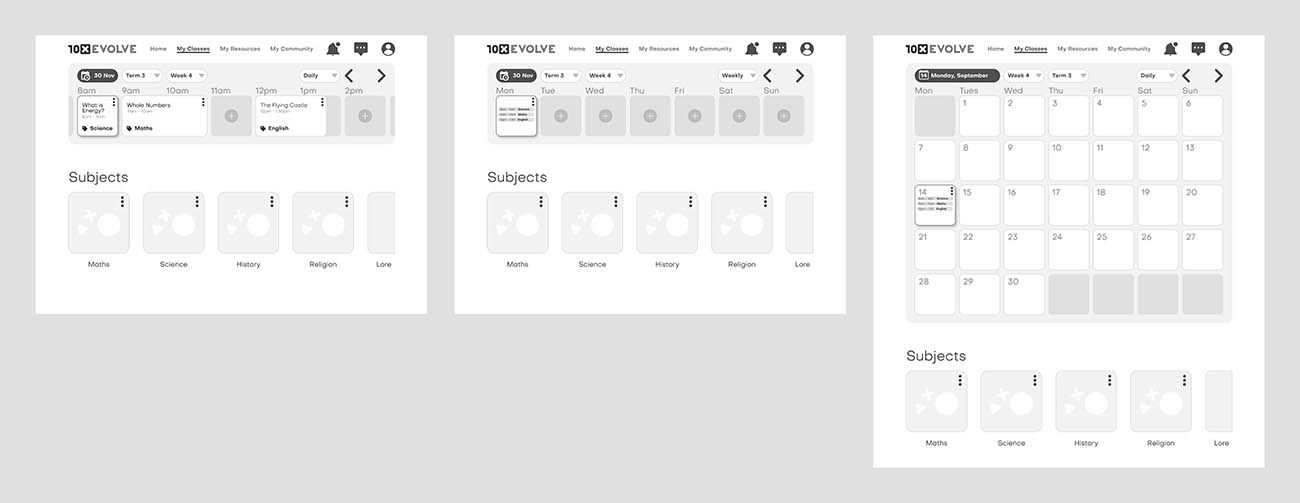 10X EVOLVE Home My Classes My Resources My Community
30 Nov Term 3 Week 4 Daily
8am 9am 10am 11am 12pm 1pm 2pm
What is Energy? Whole Numbers The Flying Castle
8am - 9am 9am - 10am 12pm - 1:30pm
Science Maths English
Subjects
Maths Science History Religion Lore
10X EVOLVE Home My Classes My Resources My Community
30 Nov Term 3 Week 4 Weekly
Mon Tue Wed Thu Fri Sat Sun
Science
Maths
English
Subjects
Maths Science History Religion Lore
10X EVOLVE Home My Classes My Resources My Community
14 Monday, September Week 4 Term 3 Daily
Mon Tues Wed Thu Fri Sat Sun
1 2 3 4 5 6
7 8 9 10 11 12 13
14 15 16 17 18 19 20
Science
Maths
English
21 22 23 24 25 26 27
28 29 30
Subjects
Maths Science History Religion Lore